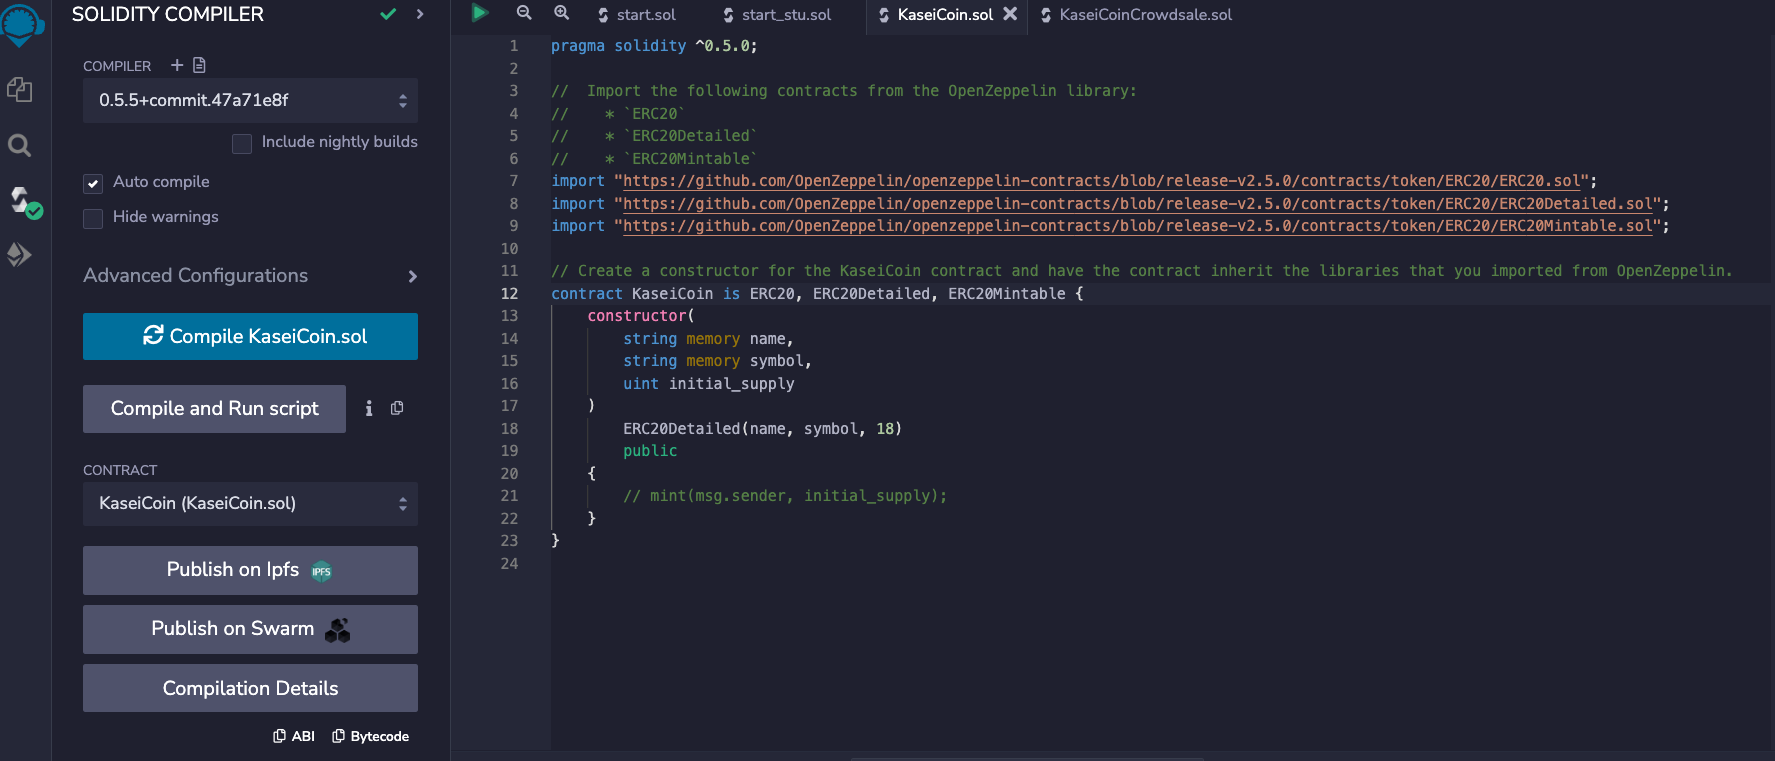 SOLIDITY COMPILER
COMPILER
0.5.5+commit.47a71e8f
Include nightly builds
Auto compile
Hide warnings
Advanced Configurations
Compile KaseiCoin.sol
Compile and Run script
CONTRACT
KaseiCoin (KaseiCoin.sol)
Publish on Ipfs IPFS
Publish on Swarm
Compilation Details
ABI Bytecode
start.sol start_stu.sol KaseiCoin.sol KaseiCoinCrowdsale.sol
1 pragma solidity ^0.5.0;
2
3 //  Import the following contracts from the OpenZeppelin library:
4 //    * `ERC20`
5 //    * `ERC20Detailed`
6 //    * `ERC20Mintable`
7 import "https://github.com/OpenZeppelin/openzeppelin-contracts/blob/release-v2.5.0/contracts/token/ERC20/ERC20.sol";
8 import "https://github.com/OpenZeppelin/openzeppelin-contracts/blob/release-v2.5.0/contracts/token/ERC20/ERC20Detailed.sol";
9 import "https://github.com/OpenZeppelin/openzeppelin-contracts/blob/release-v2.5.0/contracts/token/ERC20/ERC20Mintable.sol";
10
11 // Create a constructor for the KaseiCoin contract and have the contract inherit the libraries that you imported from OpenZeppelin.
12 contract KaseiCoin is ERC20, ERC20Detailed, ERC20Mintable {
13     constructor(
14         string memory name,
15         string memory symbol,
16         uint initial_supply
17     )
18         ERC20Detailed(name, symbol, 18)
19         public
20     {
21         // mint(msg.sender, initial_supply);
22     }
23 }
24